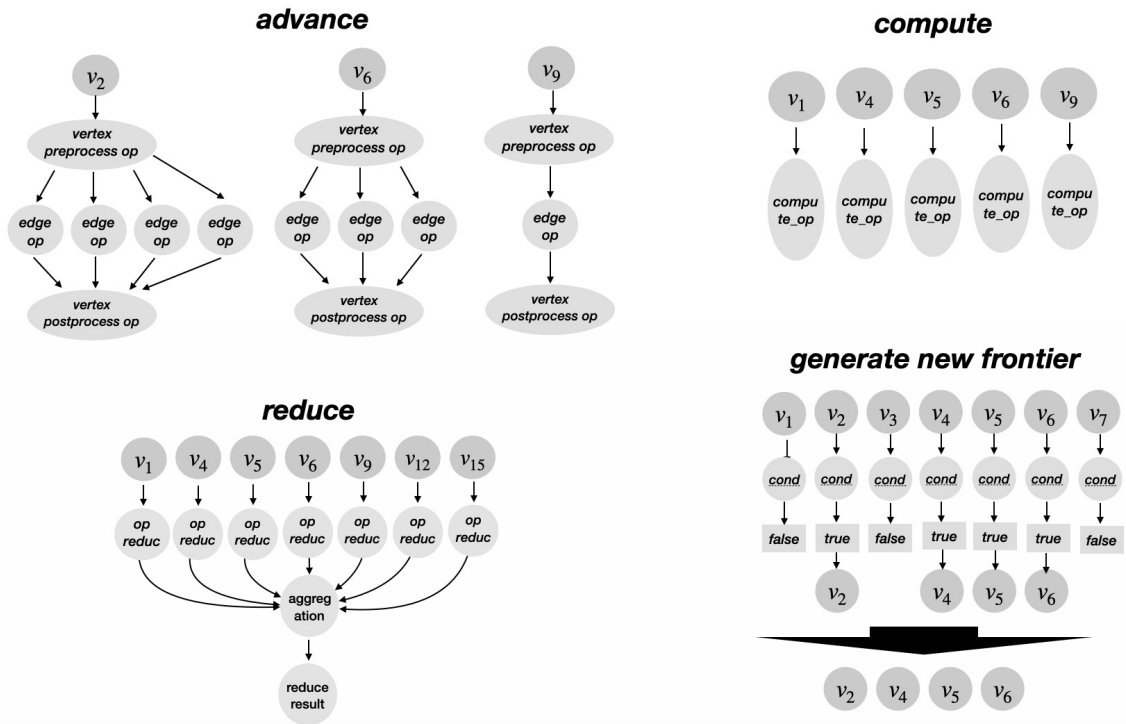 advance
v2
v6
v9
vertex
preprocess op
vertex
preprocess op
vertex
preprocess op
edge
op
edge
op
edge
op
edge
op
edge
op
edge
op
edge
op
edge
op
vertex
postprocess op
vertex
postprocess op
vertex
postprocess op
compute
v1
v4
v5
v6
v9
compu
te_op
compu
te_op
compu
te_op
compu
te_op
compu
te_op
reduce
v1
v4
v5
v6
v9
v12
v15
op
reduc
op
reduc
op
reduc
op
reduc
op
reduc
op
reduc
op
reduc
aggreg
ation
reduce
result
generate new frontier
v1
v2
v3
v4
v5
v6
v7
cond
cond
cond
cond
cond
cond
cond
false
true
false
true
true
true
false
v2
v4
v5
v6
v2
v4
v5
v6